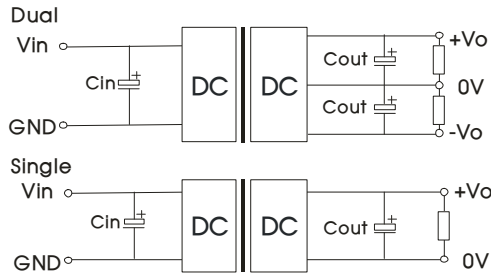 Dual
Vin
+Vo
Cin
+
DC
DC
Cout
+
0V
Cout
+
GND
-Vo
Single
Vin
+Vo
Cin
+
DC
DC
Cout
+
GND
0V